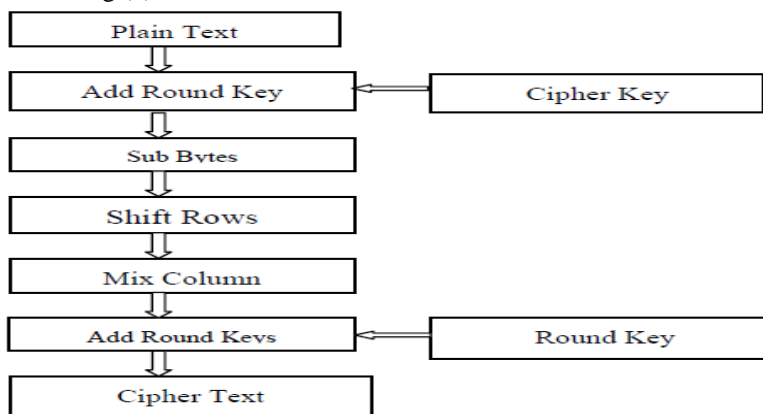 Plain Text
Add Round Key
Cipher Key
Sub Bytes
Shift Rows
Mix Column
Add Round Keys
Round Key
Cipher Text